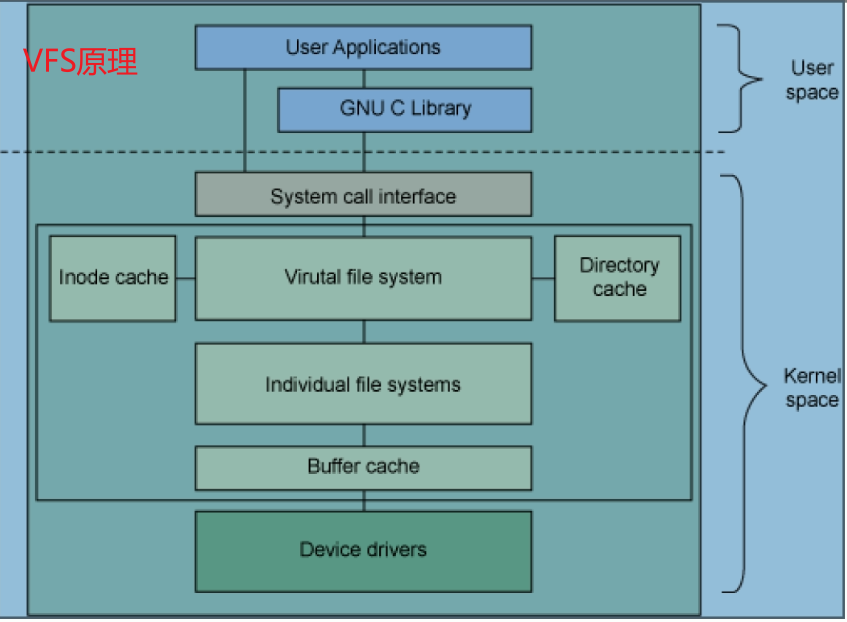 VFS原理
User Applications
GNU C Library
User
space
System call interface
Inode cache
Virutal file system
Directory
cache
Individual file systems
Kernel
space
Buffer cache
Device drivers